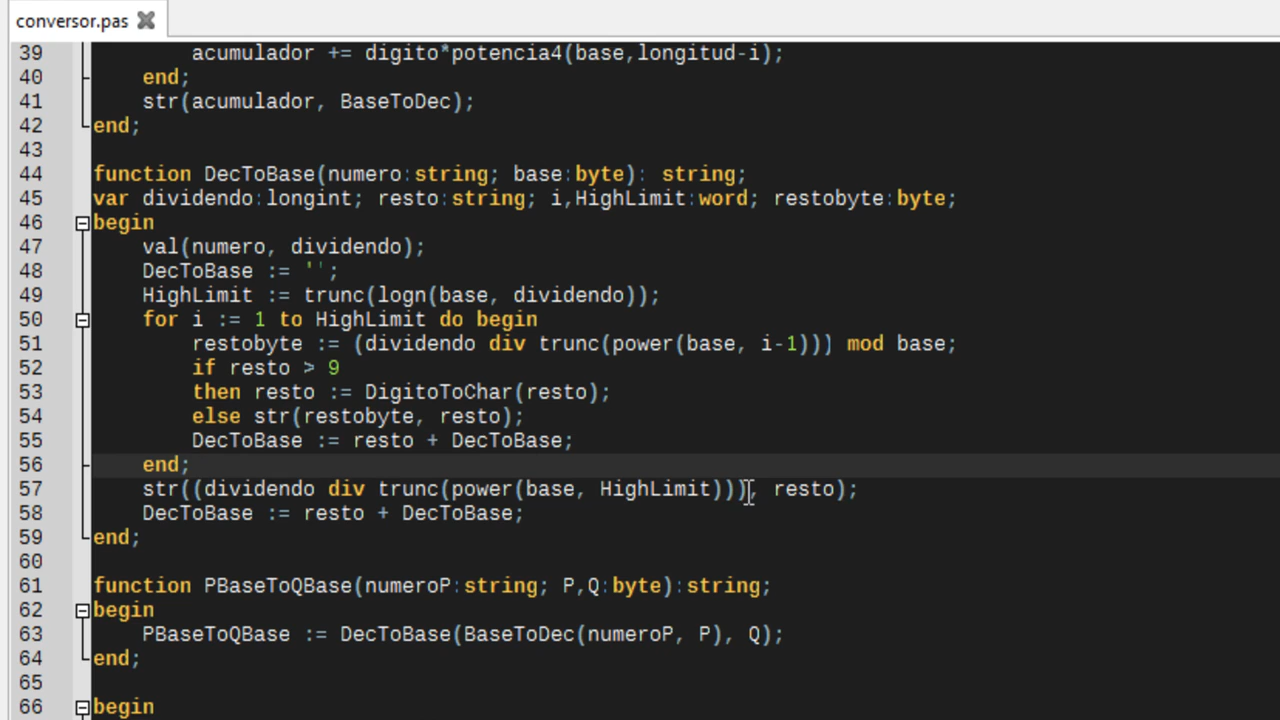 conversor.pas
39 acumulador += digito*potencia4(base,longitud-i);
40 end;
41 str(acumulador, BaseToDec);
42 end;
43
44 function DecToBase(numero:string; base:byte): string;
45 var dividendo:longint; resto:string; i,HighLimit:word; restobyte:byte;
46 begin
47 val(numero, dividendo);
48 DecToBase := '';
49 HighLimit := trunc(logn(base, dividendo));
50 for i := 1 to HighLimit do begin
51 restobyte := (dividendo div trunc(power(base, i-1))) mod base;
52 if resto > 9
53 then resto := DigitoToChar(resto);
54 else str(restobyte, resto);
55 DecToBase := resto + DecToBase;
56 end;
57 str((dividendo div trunc(power(base, HighLimit))), resto);
58 DecToBase := resto + DecToBase;
59 end;
60
61 function PBaseToQBase(numeroP:string; P,Q:byte):string;
62 begin
63 PBaseToQBase := DecToBase(BaseToDec(numeroP, P), Q);
64 end;
65
66 begin